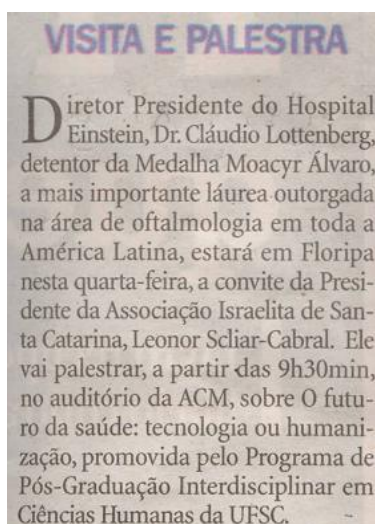 VISITA E PALESTRA
Diretor Presidente do Hospital
Einstein, Dr. Cláudio Lottenberg,
detentor da Medalha Moacyr Álvaro,
a mais importante láurea outorgada
na área de oftalmologia em toda a
América Latina, estará em Floripa
nesta quarta-feira, a convite da Presi-
dente da Associação Israelita de San-
ta Catarina, Leonor Scliar-Cabral. Ele
vai palestrar, a partir das 9h30min,
no auditório da ACM, sobre O futu-
ro da saúde: tecnologia ou humani-
zação, promovida pelo Programa de
Pós-Graduação Interdisciplinar em
Ciências Humanas da UFSC.